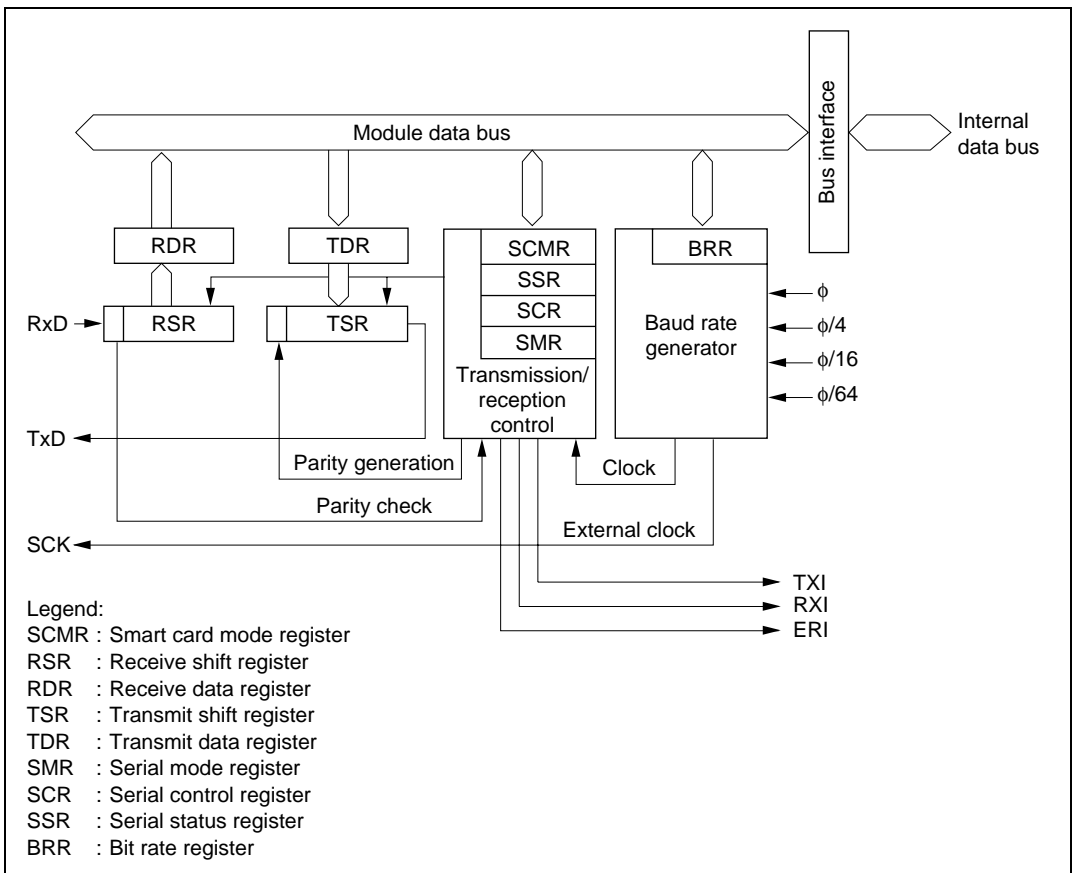 Bus interface
Internal
data bus
Module data bus
RDR
TDR
SCMR
BRR
SSR
SCR
SMR
RxD
RSR
TSR
Baud rate
generator
ϕ
ϕ/4
ϕ/16
ϕ/64
Transmission/
reception
control
TxD
Parity generation
Clock
Parity check
External clock
SCK
TXI
RXI
ERI
Legend:
SCMR : Smart card mode register
RSR : Receive shift register
RDR : Receive data register
TSR : Transmit shift register
TDR : Transmit data register
SMR : Serial mode register
SCR : Serial control register
SSR : Serial status register
BRR : Bit rate register